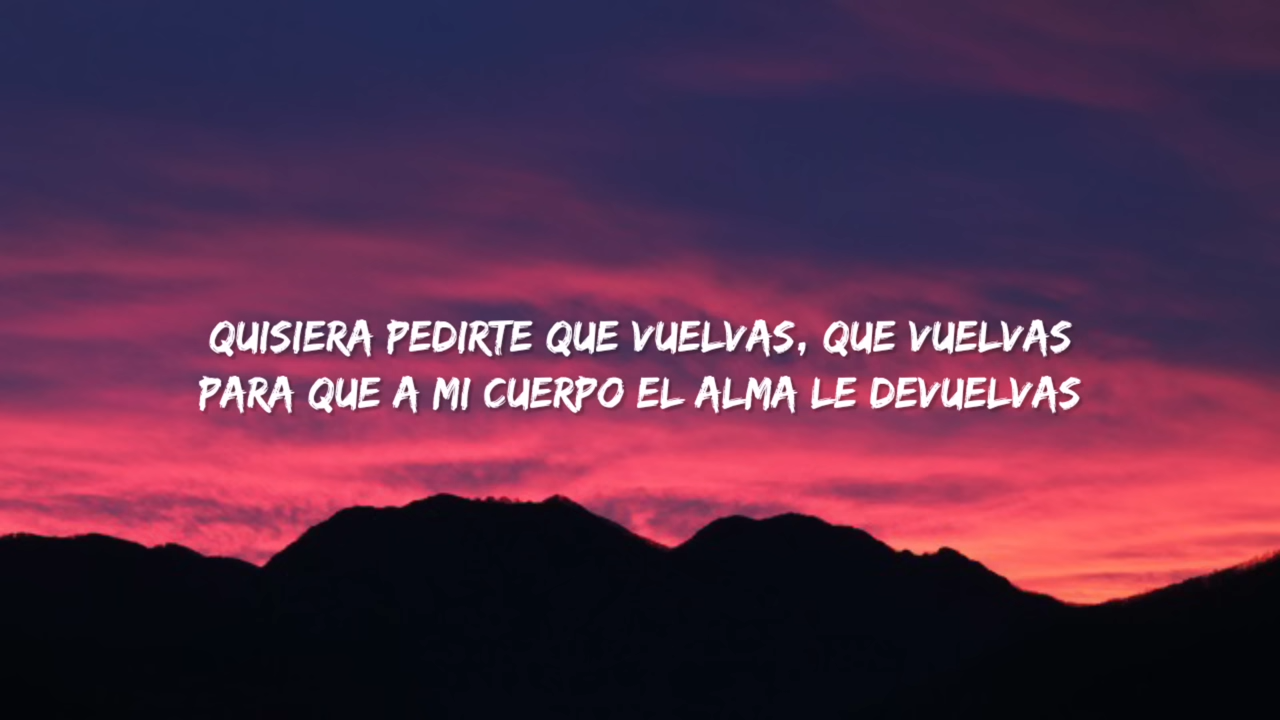 QUISIERA PEDIRTE QUE VUELVAS, QUE VUELVAS
PARA QUE A MI CUERPO EL ALMA LE DEVUELVAS